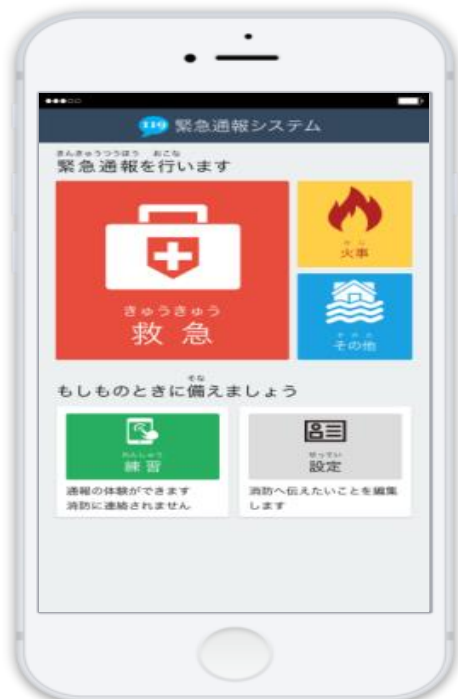 119 緊急通報システム
きんきゅうつうほう おこな
緊急通報を行います
きゅうきゅう
救急
かじ
火事
そのた
その他
そな
もしものときに備えましょう
れんしゅう
練習
通報の体験ができます
消防に連絡されません
せってい
設定
消防へ伝えたいことを編集
します